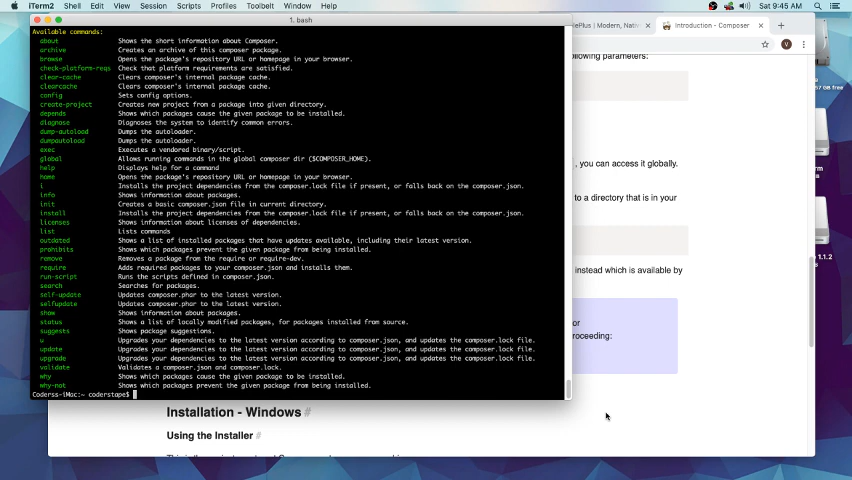 iTerm2 Shell Edit View Session Scripts Profiles Toolbelt Window Help Sat 9:45 AM
1. bash
Available commands:
about Shows the short information about Composer.
archive Creates an archive of this composer package.
browse Opens the package's repository URL or homepage in your browser.
check-platform-reqs Check that platform requirements are satisfied.
clear-cache Clears composer's internal package cache.
clearcache Clears composer's internal package cache.
config Sets config options.
create-project Creates new project from a package into given directory.
depends Shows which packages cause the given package to be installed.
diagnose Diagnoses the system to identify common errors.
dump-autoload Dumps the autoloader.
dumpautoload Dumps the autoloader.
exec Executes a vendored binary/script.
global Allows running commands in the global composer dir ($COMPOSER_HOME).
help Displays help for a command
home Opens the package's repository URL or homepage in your browser.
i Installs the project dependencies from the composer.lock file if present, or falls back on the composer.json.
info Shows information about packages.
init Creates a basic composer.json file in current directory.
install Installs the project dependencies from the composer.lock file if present, or falls back on the composer.json.
licenses Shows information about licenses of dependencies.
list Lists commands
outdated Shows a list of installed packages that have updates available, including their latest version.
prohibits Shows which packages prevent the given package from being installed.
remove Removes a package from the require or require-dev.
require Adds required packages to your composer.json and installs them.
run-script Runs the scripts defined in composer.json.
search Searches for packages.
self-update Updates composer.phar to the latest version.
selfupdate Updates composer.phar to the latest version.
show Shows information about packages.
status Shows a list of locally modified packages, for packages installed from source.
suggests Shows package suggestions.
u Upgrades your dependencies to the latest version according to composer.json, and updates the composer.lock file.
update Upgrades your dependencies to the latest version according to composer.json, and updates the composer.lock file.
upgrade Upgrades your dependencies to the latest version according to composer.json, and updates the composer.lock file.
validate Validates a composer.json and composer.lock.
why Shows which packages cause the given package to be installed.
why-not Shows which packages prevent the given package from being installed.
Coderss-iMac:~ coderstape$
lePlus | Modern, Nativ
Introduction - Composer
V
following parameters:
, you can access it globally.
to a directory that is in your
instead which is available by
or
proceeding:
Installation - Windows #
Using the Installer #
57 GB free
1.1.2